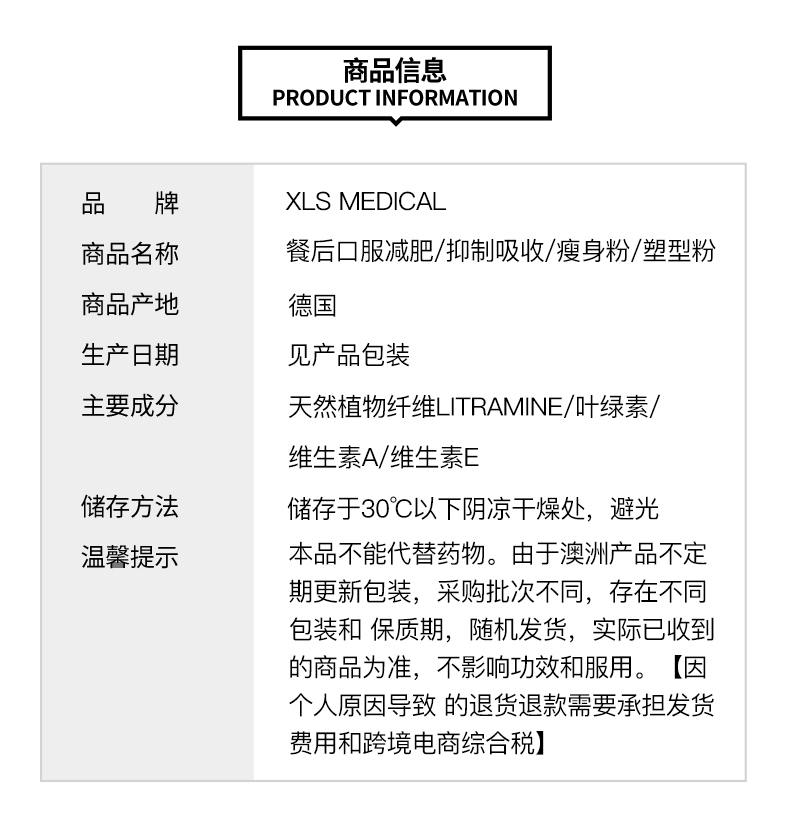 商品信息
PRODUCT INFORMATION
品 牌 XLS MEDICAL
商品名称 餐后口服减肥/抑制吸收/瘦身粉/塑型粉
商品产地 德国
生产日期 见产品包装
主要成分 天然植物纤维LITRAMINE/叶绿素/
维生素A/维生素E
储存方法 储存于30℃以下阴凉干燥处，避光
温馨提示 本品不能代替药物。由于澳洲产品不定
期更新包装，采购批次不同，存在不同
包装和 保质期，随机发货，实际已收到
的商品为准，不影响功效和服用。【因
个人原因导致 的退货退款需要承担发货
费用和跨境电商综合税】